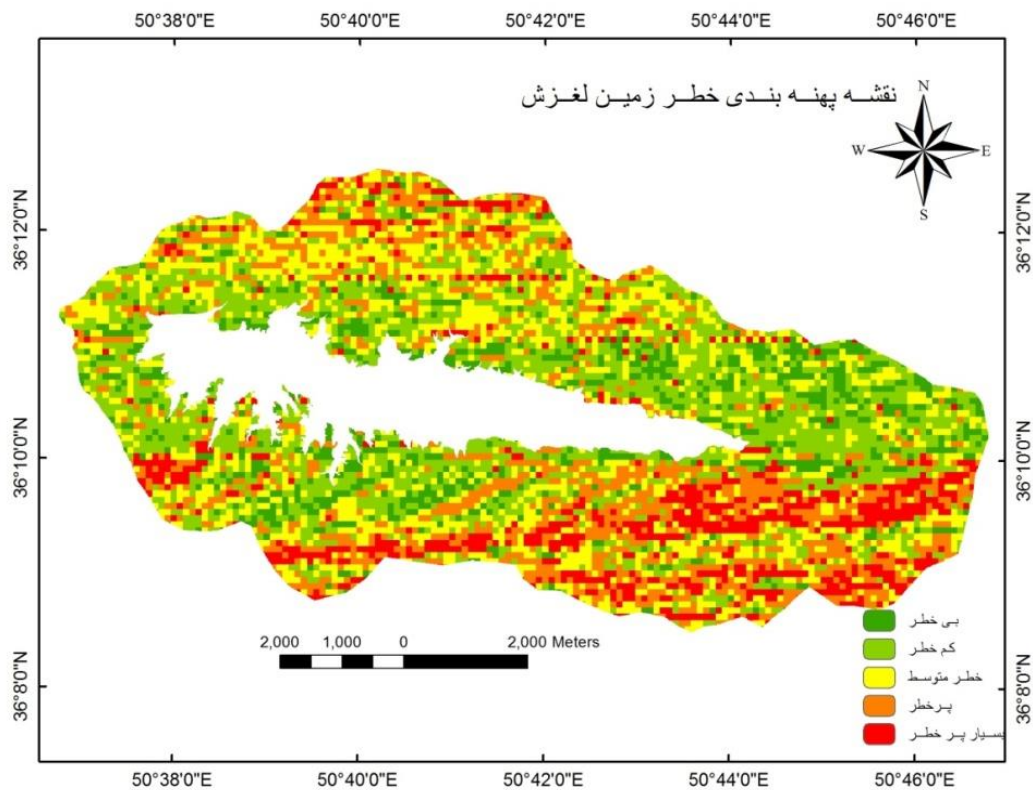 50°38'0"E 50°40'0"E 50°42'0"E 50°44'0"E 50°46'0"E
نقشه پهنه بندی خطر زمین لغزش
N
W E
S
36°12'0"N 36°12'0"N
36°10'0"N 36°10'0"N
36°8'0"N 36°8'0"N
2,000 1,000 0 2,000 Meters
بی خطر
کم خطر
خطر متوسط
پرخطر
بسیار پر خطر
50°38'0"E 50°40'0"E 50°42'0"E 50°44'0"E 50°46'0"E